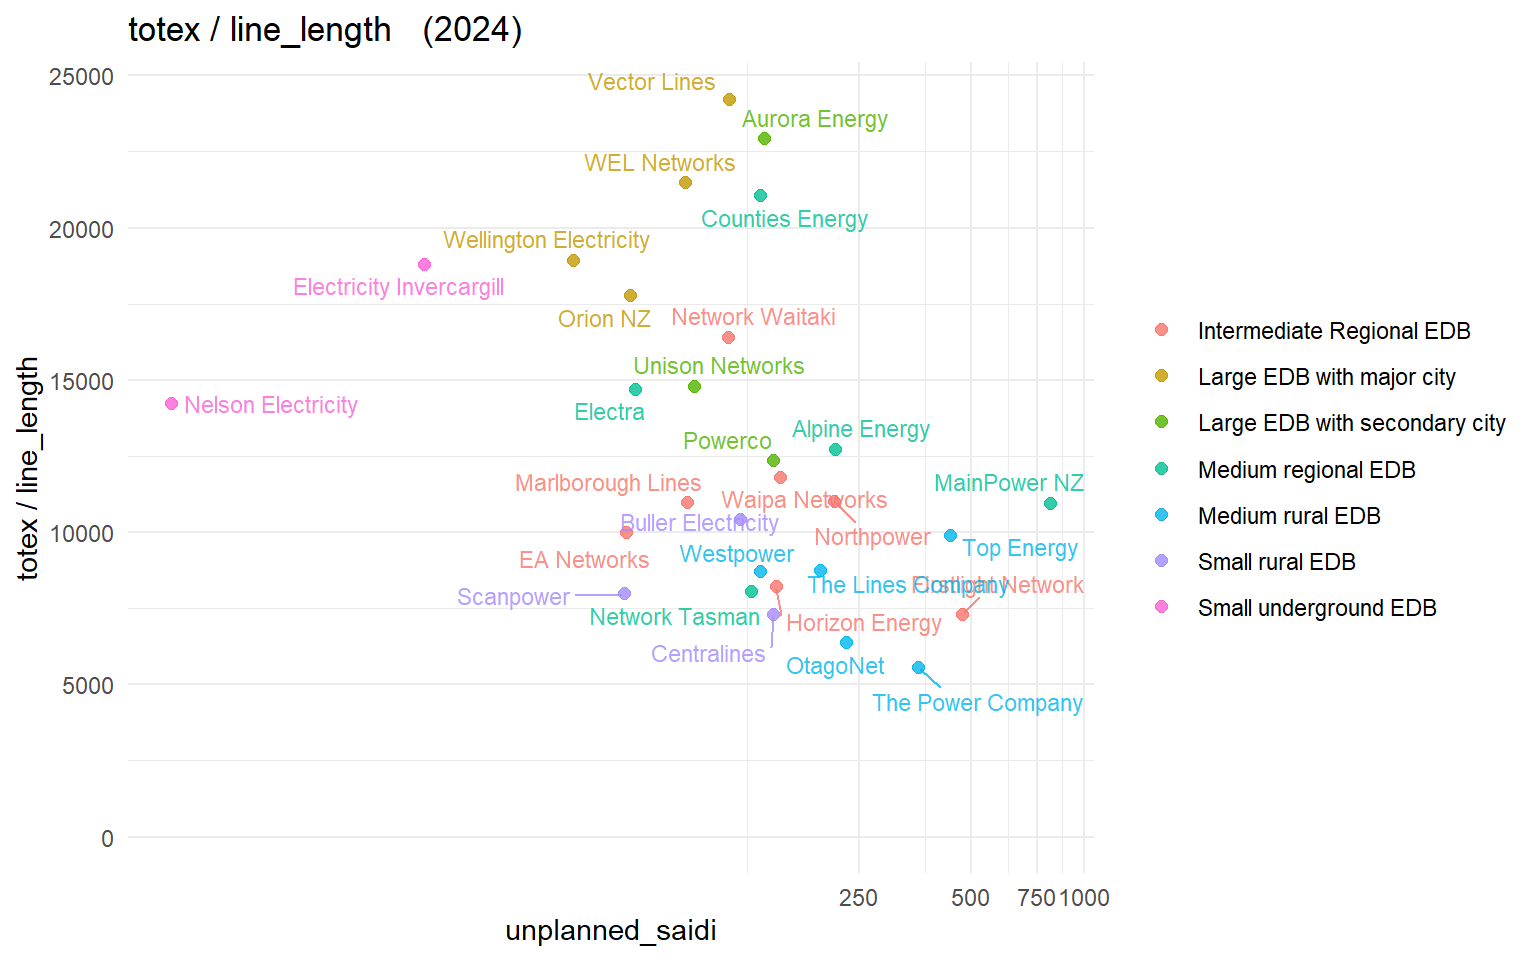 totex / line_length (2024)
25000
Vector Lines
Aurora Energy
WEL Networks
Counties Energy
20000
Wellington Electricity
Electricity Invercargill
Orion NZ
Network Waitaki
Unison Networks
15000
Nelson Electricity
Electra
Alpine Energy
Powerco
Marlborough Lines
MainPower NZ
Waipa Networks
Buller Electricity
10000
Northpower
Top Energy
EA Networks
Westpower
The Lines Company
Firstlight Network
Scanpower
Network Tasman
Horizon Energy
Centralines
OtagoNet
5000
The Power Company
0
250
500
750
1000
unplanned_saidi
totex / line_length
Intermediate Regional EDB
Large EDB with major city
Large EDB with secondary city
Medium regional EDB
Medium rural EDB
Small rural EDB
Small underground EDB